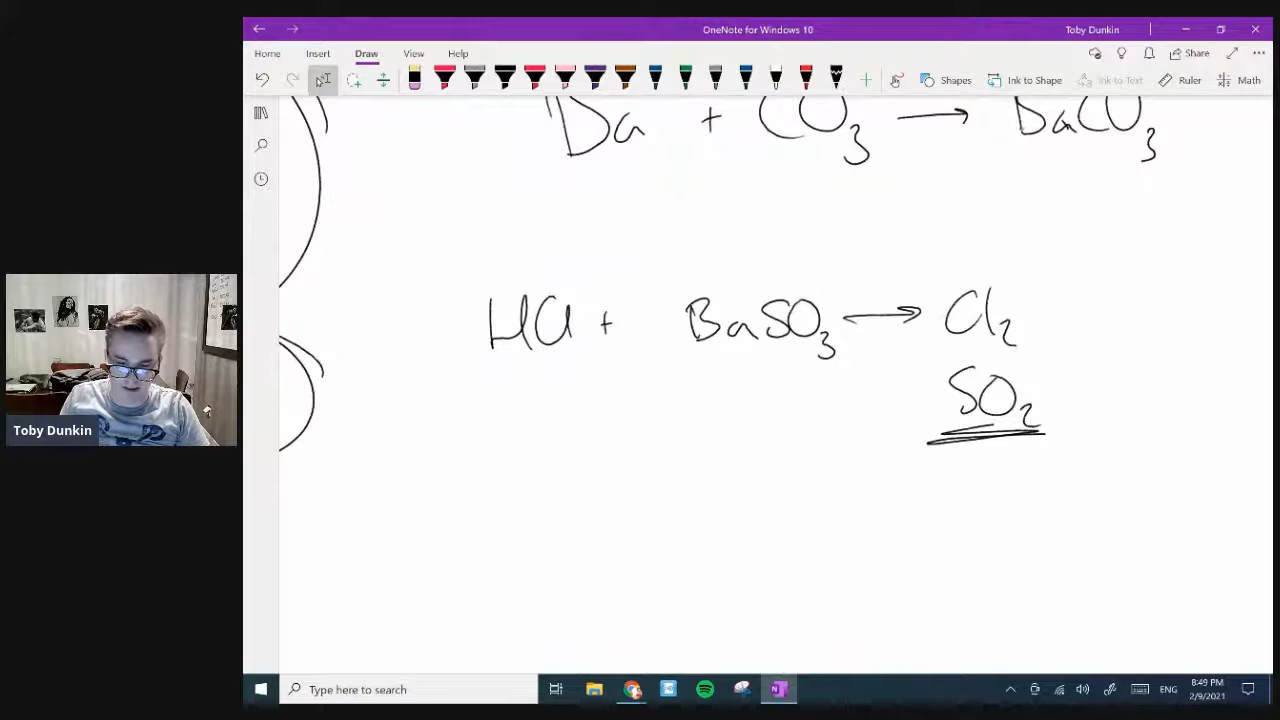 OneNote for Windows 10
Toby Dunkin
Home Insert Draw View Help
Share
Shapes Ink to Shape Ink to Text Ruler Math
Ba + CO3 → BaCO3
HCl + BaSO3 → Cl2
SO2
Toby Dunkin
Type here to search
ENG
8:49 PM
2/9/2021